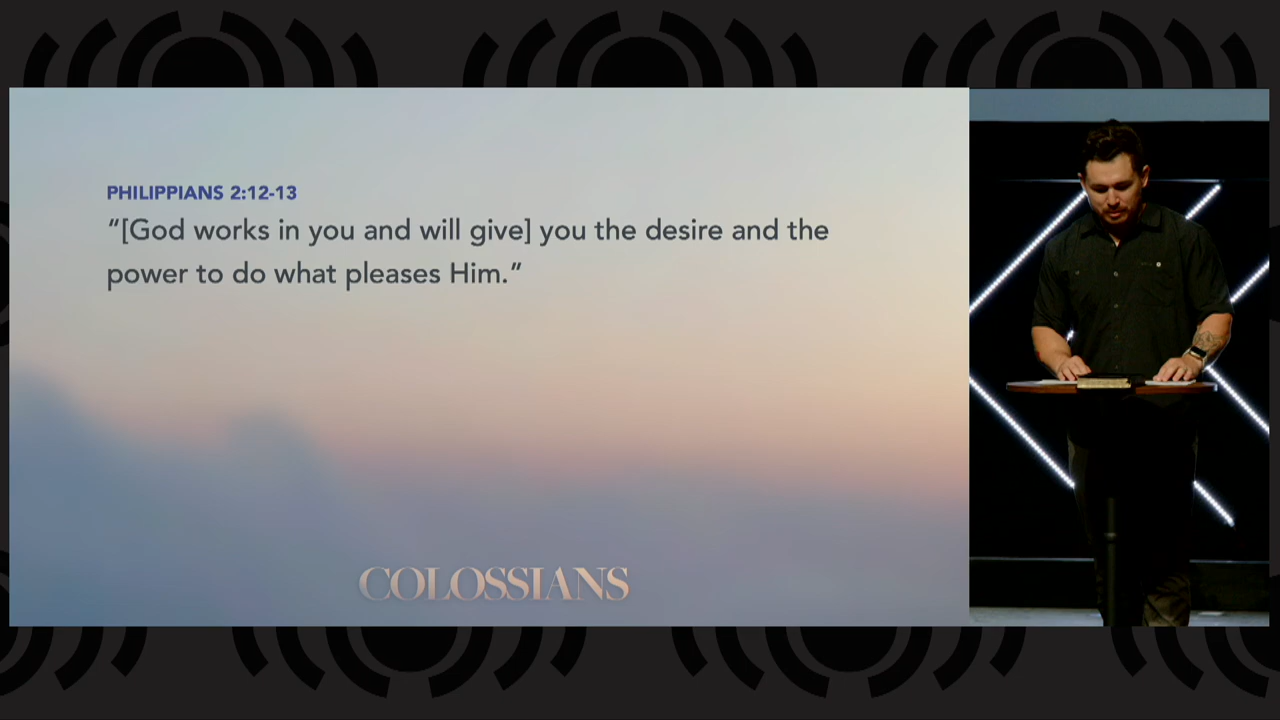 PHILIPPIANS 2:12-13
“[God works in you and will give] you the desire and the
power to do what pleases Him.”
COLOSSIANS